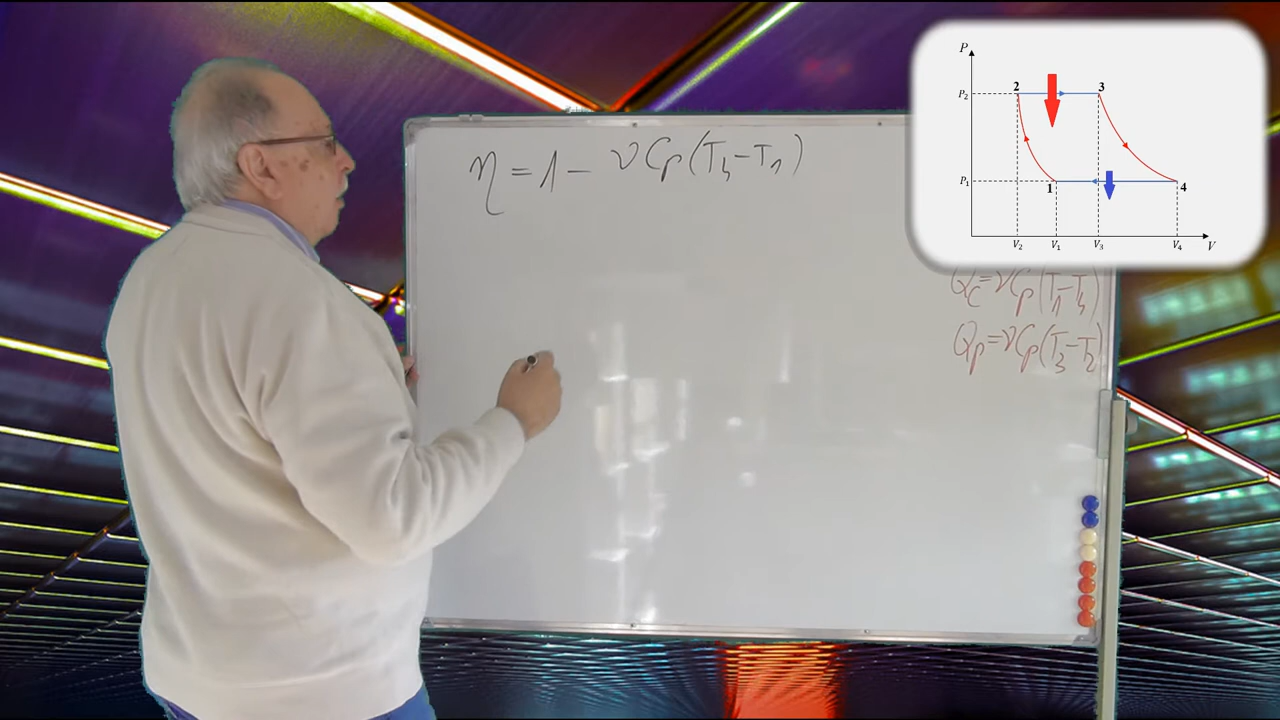 η = 1 - ν Cp(T4 - T1)
P
P2
2
3
P1
1
4
V2
V1
V3
V4
V
Qc = νCp(T1-T4)
Qp = νCp(T3-T2)